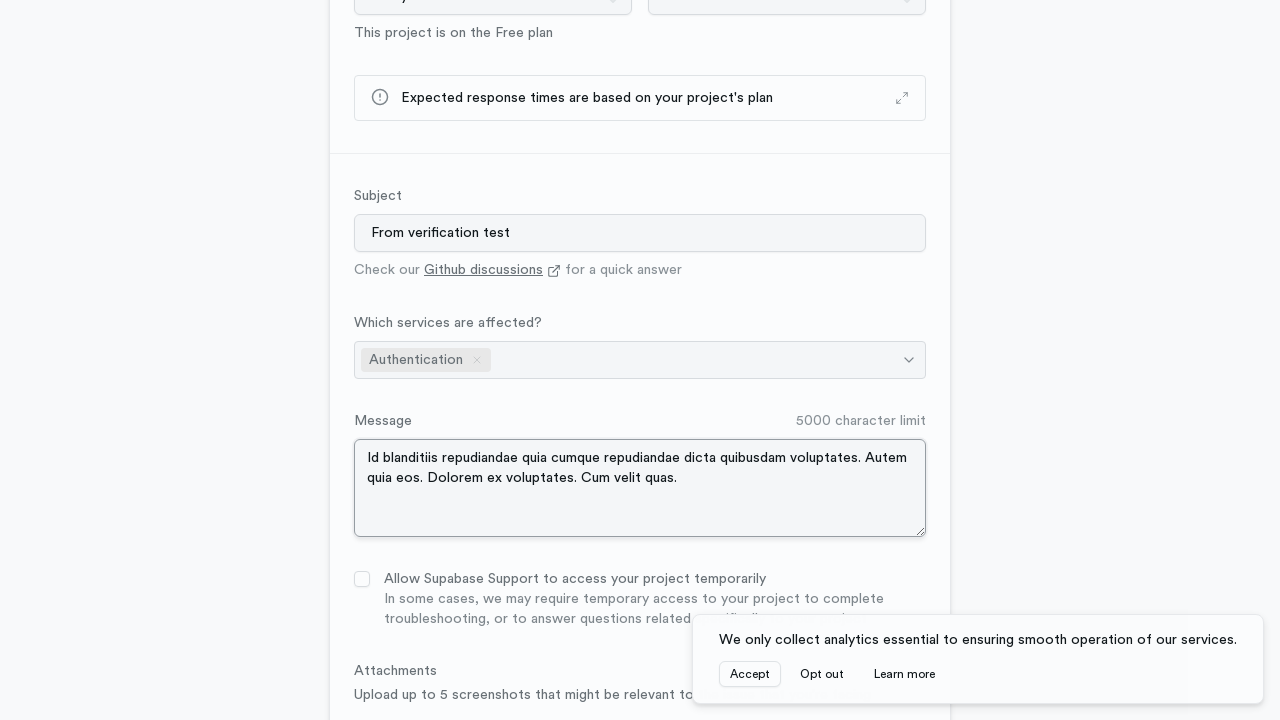 This project is on the Free plan
Expected response times are based on your project's plan
Subject
From verification test
Check our Github discussions for a quick answer
Which services are affected?
Authentication
Message
5000 character limit
Id blanditiis repudiandae quia cumque repudiandae dicta quibusdam voluptates. Autem
quia eos. Dolorem ex voluptates. Cum velit quas.
Allow Supabase Support to access your project temporarily
In some cases, we may require temporary access to your project to complete
troubleshooting, or to answer questions related
We only collect analytics essential to ensuring smooth operation of our services.
Accept
Opt out
Learn more
Attachments
Upload up to 5 screenshots that might be relevant to